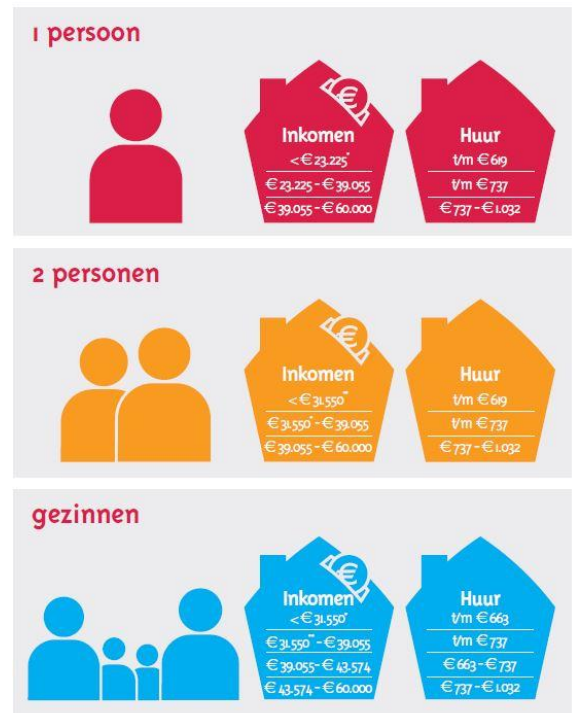 1 persoon
Inkomen
<€23.225*
€23.225-€39.055
€39.055-€60.000
Huur
t/m €619
t/m €737
€737-€1.032
2 personen
Inkomen
<€31.550**
€31.550*-€39.055
€39.055-€60.000
Huur
t/m €619
t/m €737
€737-€1.032
gezinnen
Inkomen
<€31.550*
€31.550**-€39.055
€39.055-€43.574
€43.574-€60.000
Huur
t/m €663
t/m €737
€663-€737
€737-€1.032